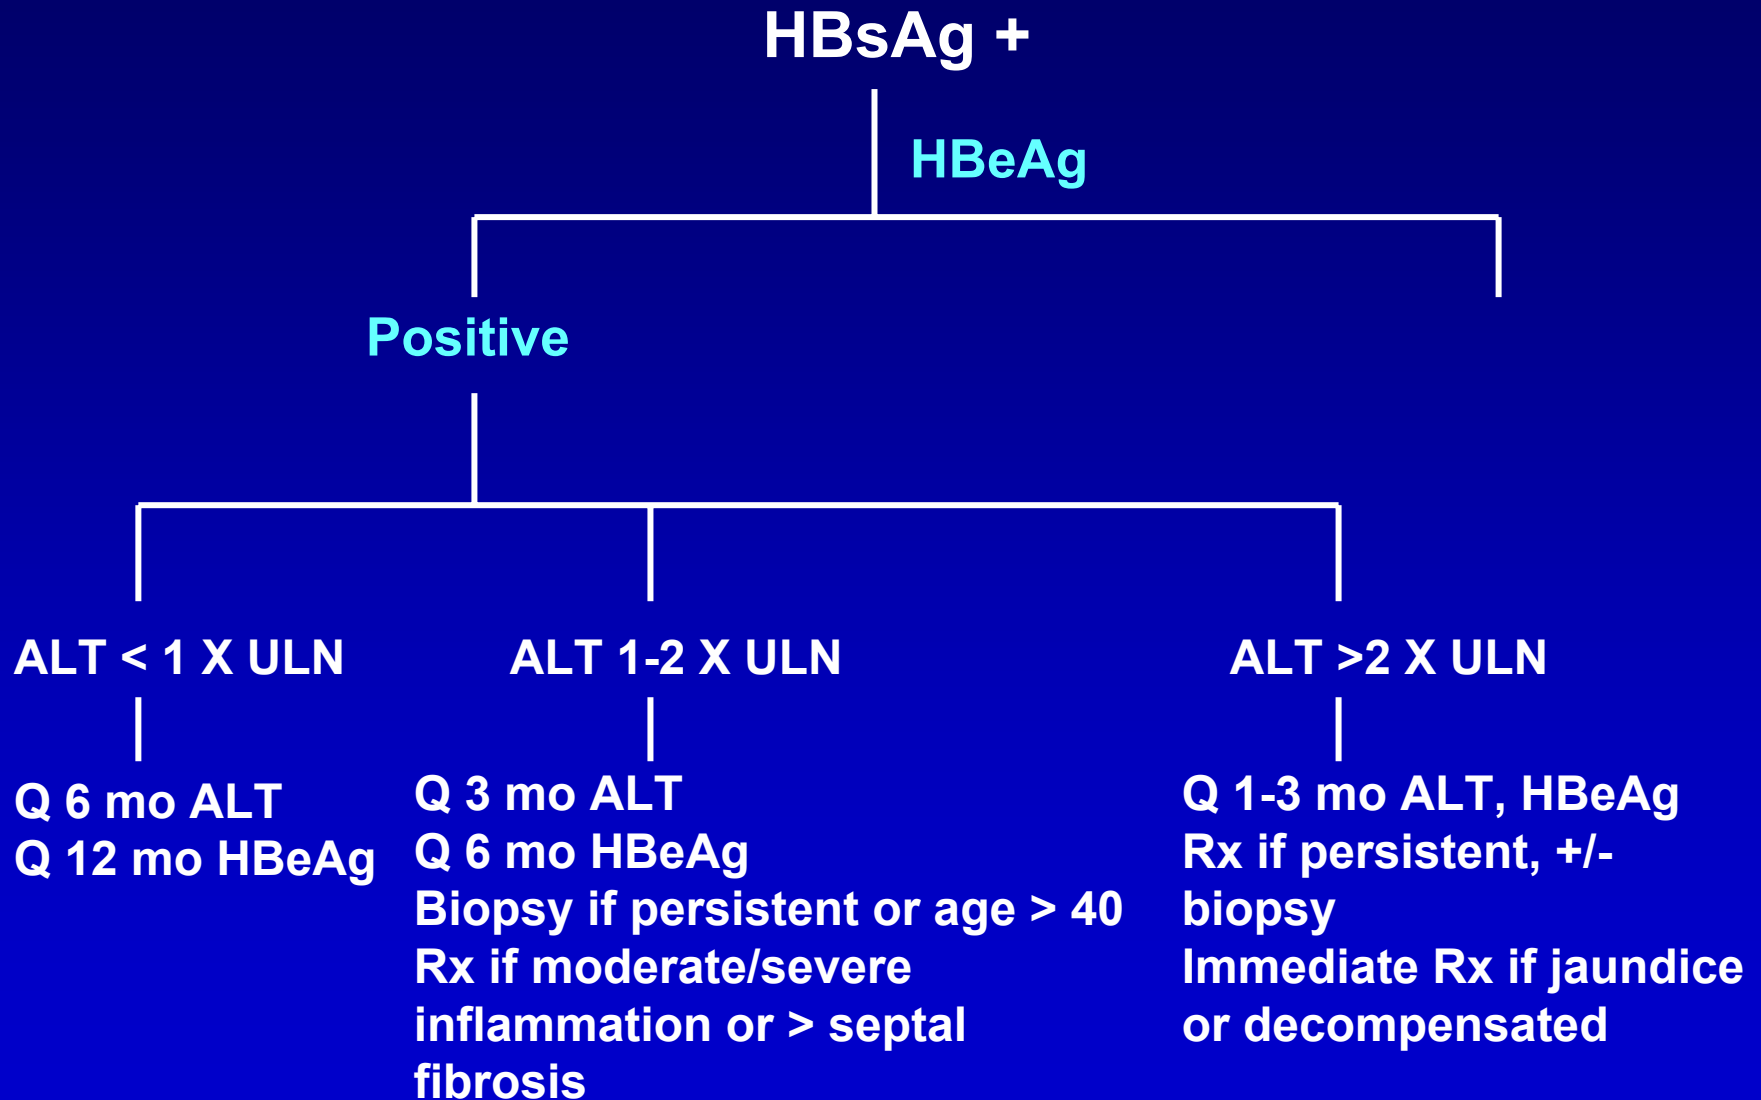 HBsAg +
HBeAg
Positive
ALT < 1 X ULN
ALT 1-2 X ULN
ALT >2 X ULN
Q 6 mo ALT
Q 12 mo HBeAg
Q 3 mo ALT
Q 6 mo HBeAg
Biopsy if persistent or age > 40
Rx if moderate/severe
inflammation or > septal
fibrosis
Q 1-3 mo ALT, HBeAg
Rx if persistent, +/-
biopsy
Immediate Rx if jaundice
or decompensated